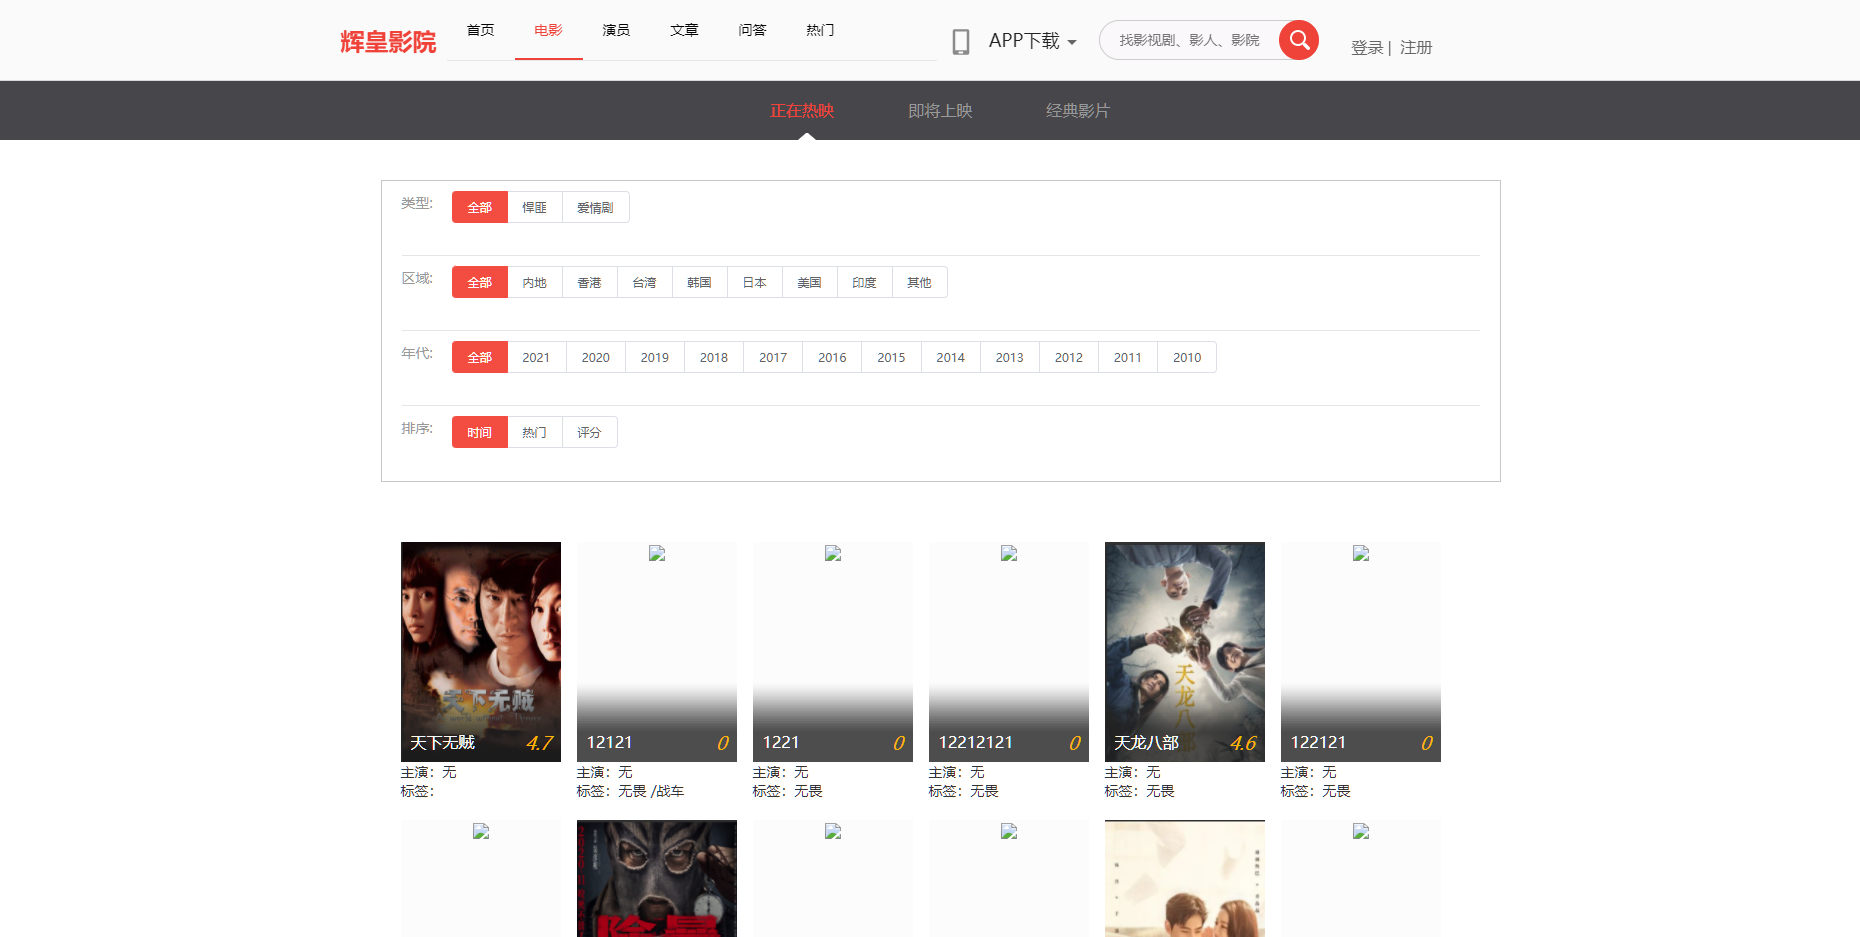 辉皇影院
首页 电影 演员 文章 问答 热门
APP下载
找影视剧、影人、影院
登录 | 注册
正在热映 即将上映 经典影片
类型: 全部 悍匪 爱情剧
区域: 全部 内地 香港 台湾 韩国 日本 美国 印度 其他
年代: 全部 2021 2020 2019 2018 2017 2016 2015 2014 2013 2012 2011 2010
排序: 时间 热门 评分
天下无贼
天龙八部
天下无贼 4.7 12121 0 1221 0 12212121 0 天龙八部 4.6 122121 0
主演：无 主演：无 主演：无 主演：无 主演：无 主演：无
标签： 标签：无畏 /战车 标签：无畏 标签：无畏 标签：无畏 标签：无畏